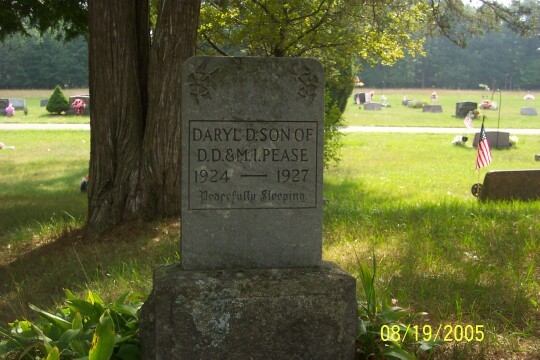 DARYL D. SON OF
D.D. & M.I. PEASE
1924 — 1927
Peacefully Sleeping
08/19/2005